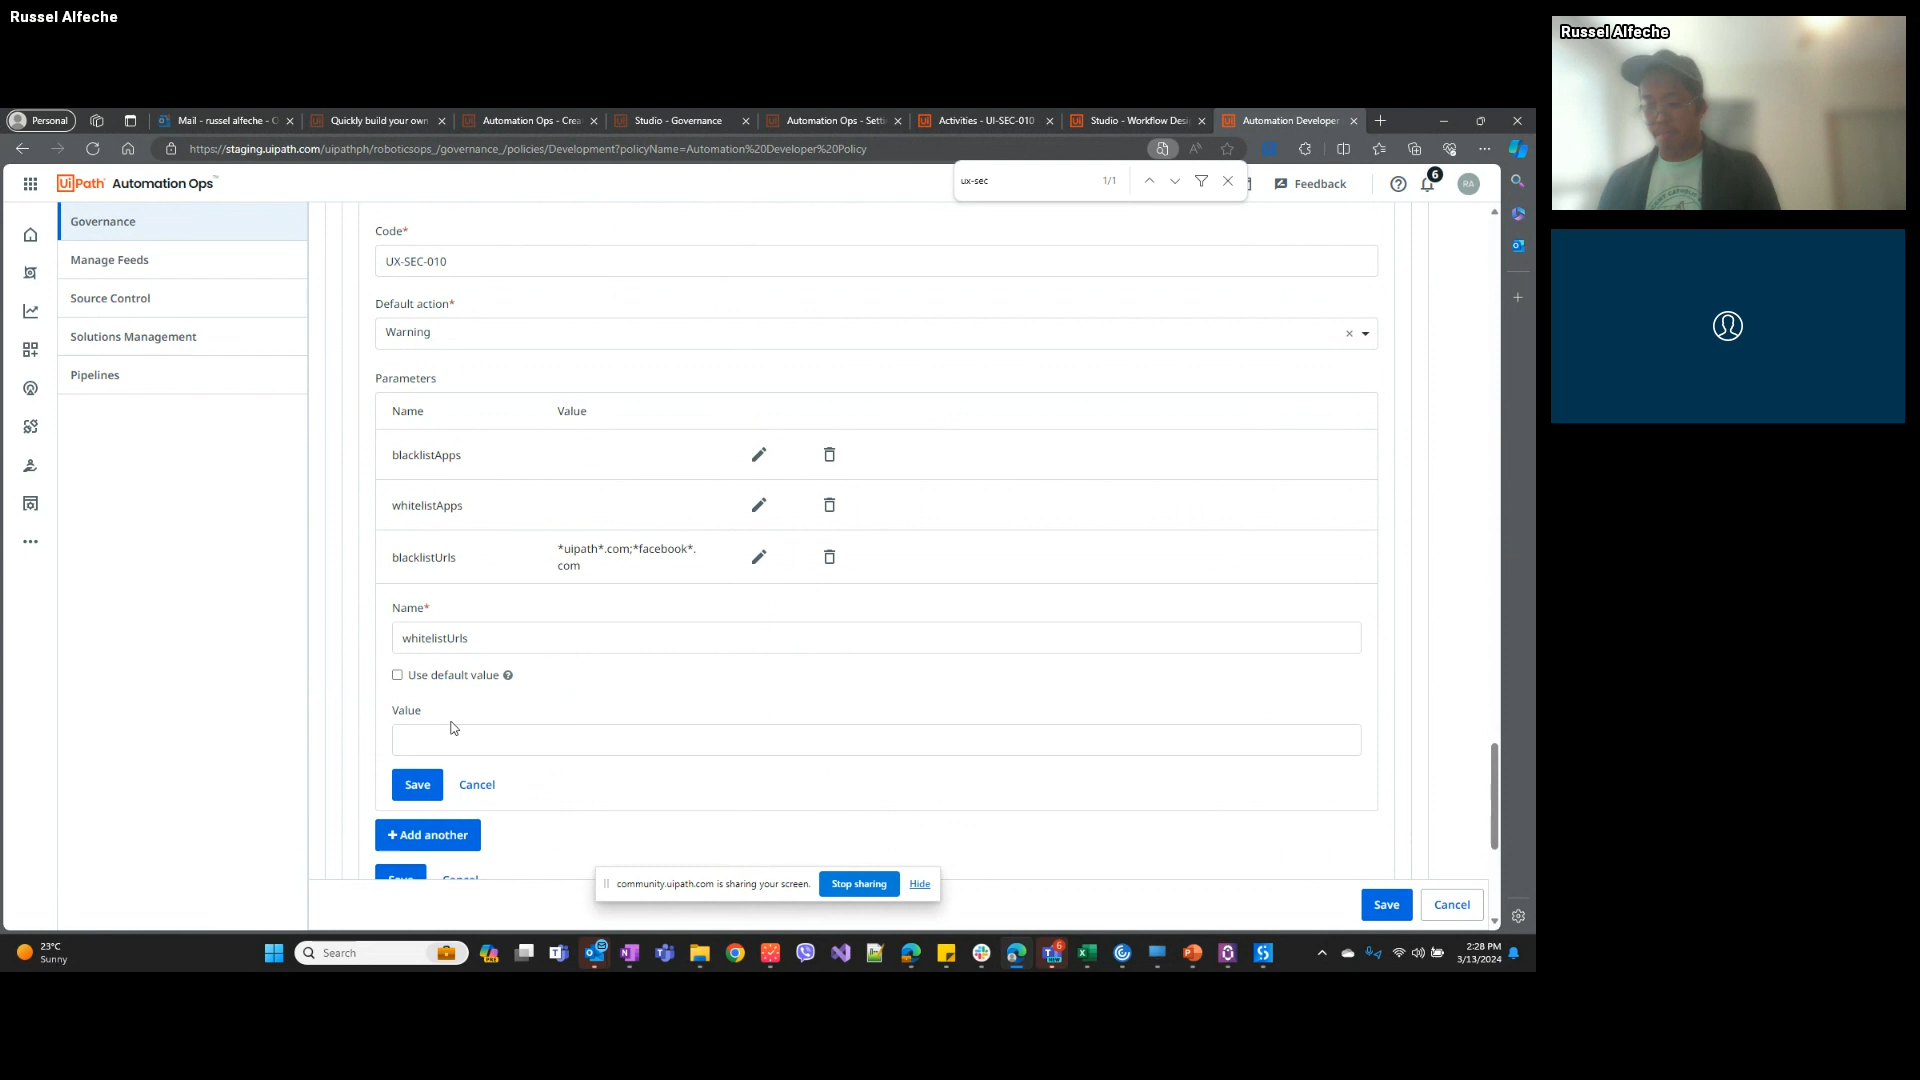 Russel Alfeche
Russel Alfeche
Personal
Mail - russel alfeche - O
Quickly build your own
Automation Ops - Crea
Studio - Governance
Automation Ops - Setti
Activities - UI-SEC-010
Studio - Workflow Desi
Automation Developer
https://staging.uipath.com/uipathph/roboticsops_/governance_/policies/Development?policyName=Automation%20Developer%20Policy
ux-sec
1/1
UiPath Automation Ops™
Feedback
6
RA
Governance
Manage Feeds
Source Control
Solutions Management
Pipelines
Code*
UX-SEC-010
Default action*
Warning
Parameters
Name
Value
blacklistApps
whitelistApps
blacklistUrls
*uipath*.com;*facebook*.
com
Name*
whitelistUrls
Use default value
Value
Save
Cancel
+ Add another
Save
Cancel
community.uipath.com is sharing your screen.
Stop sharing
Hide
Save
Cancel
23°C
Sunny
Search
2:28 PM
3/13/2024